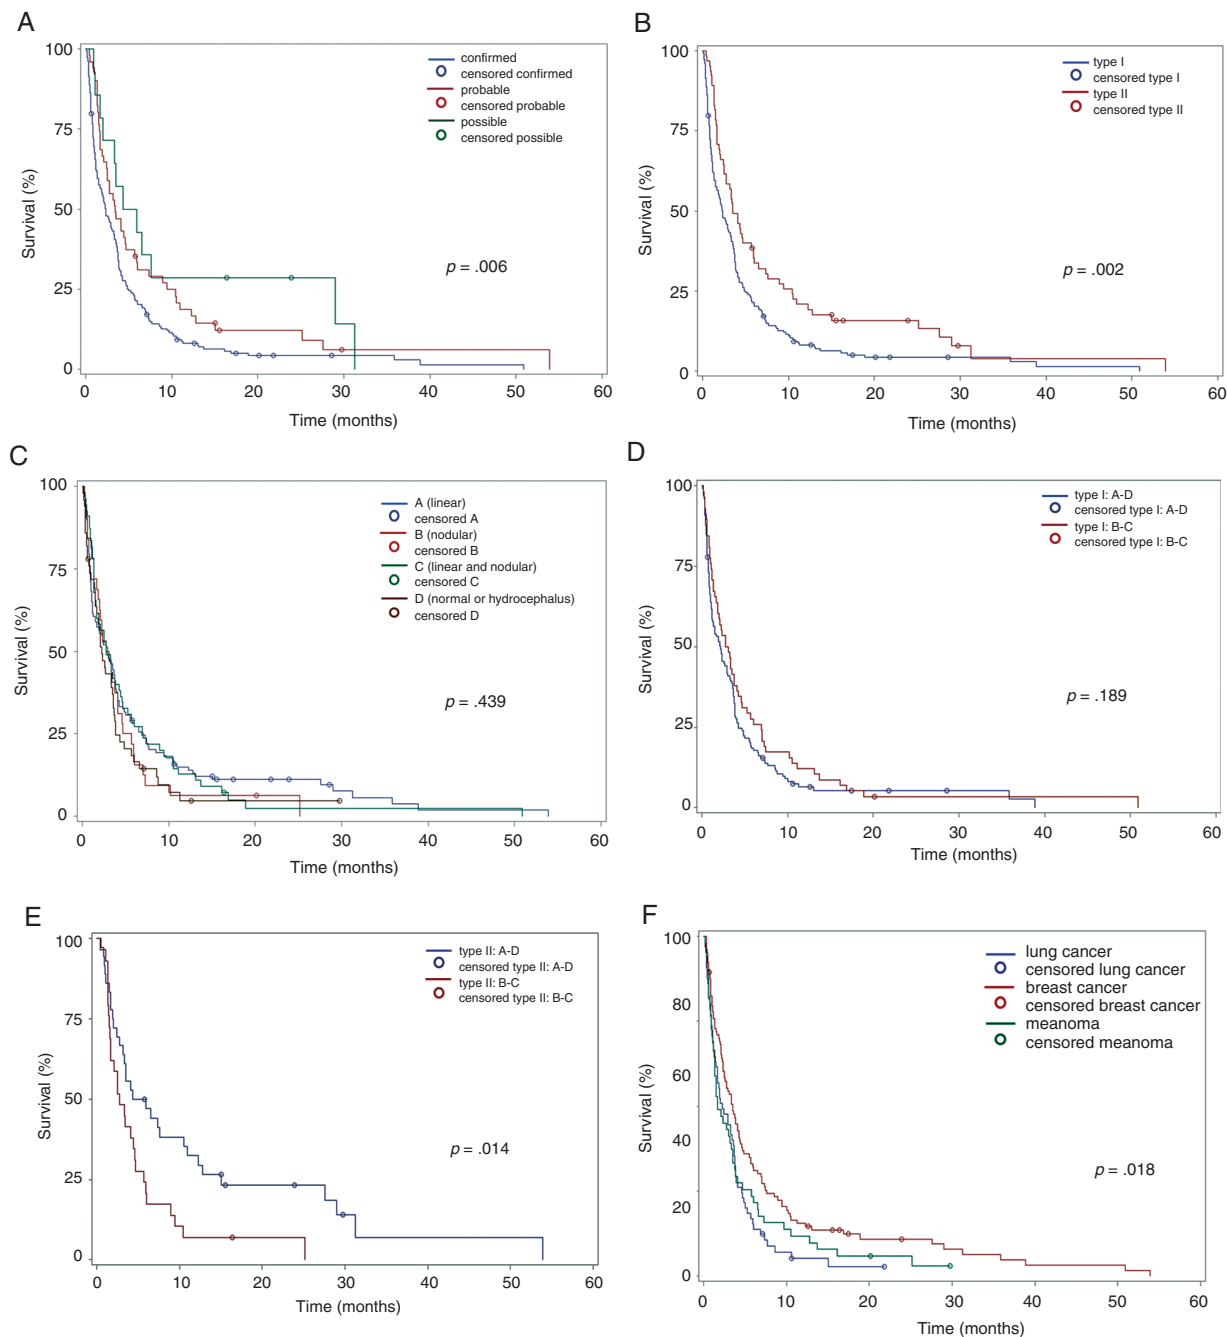 A
100
75
50
25
0
Survival (%)
0 10 20 30 40 50 60
Time (months)
confirmed
censored confirmed
probable
censored probable
possible
censored possible
p = .006
B
100
75
50
25
0
Survival (%)
0 10 20 30 40 50 60
Time (months)
type I
censored type I
type II
censored type II
p = .002
C
100
75
50
25
0
Survival (%)
0 10 20 30 40 50 60
Time (months)
A (linear)
censored A
B (nodular)
censored B
C (linear and nodular)
censored C
D (normal or hydrocephalus)
censored D
p = .439
D
100
75
50
25
0
Survival (%)
0 10 20 30 40 50 60
Time (months)
type I: A-D
censored type I: A-D
type I: B-C
censored type I: B-C
p = .189
E
100
75
50
25
0
Survival (%)
0 10 20 30 40 50 60
Time (months)
type II: A-D
censored type II: A-D
type II: B-C
censored type II: B-C
p = .014
F
100
80
60
40
20
0
Survival (%)
0 10 20 30 40 50 60
Time (months)
lung cancer
censored lung cancer
breast cancer
censored breast cancer
meanoma
censored meanoma
p = .018